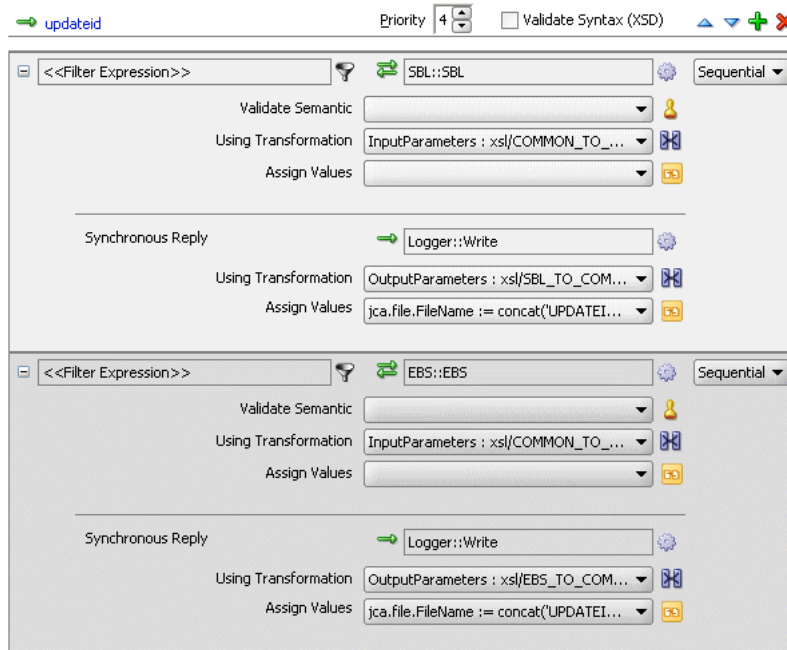 updateid Priority 4 Validate Syntax (XSD)
<<Filter Expression>> SBL::SBL Sequential
Validate Semantic
Using Transformation InputParameters : xsl/COMMON_TO_...
Assign Values
Synchronous Reply Logger::Write
Using Transformation OutputParameters : xsl/SBL_TO_COM...
Assign Values jca.file.FileName := concat('UPDATEI...
<<Filter Expression>> EBS::EBS Sequential
Validate Semantic
Using Transformation InputParameters : xsl/COMMON_TO_...
Assign Values
Synchronous Reply Logger::Write
Using Transformation OutputParameters : xsl/EBS_TO_COM...
Assign Values jca.file.FileName := concat('UPDATEI...